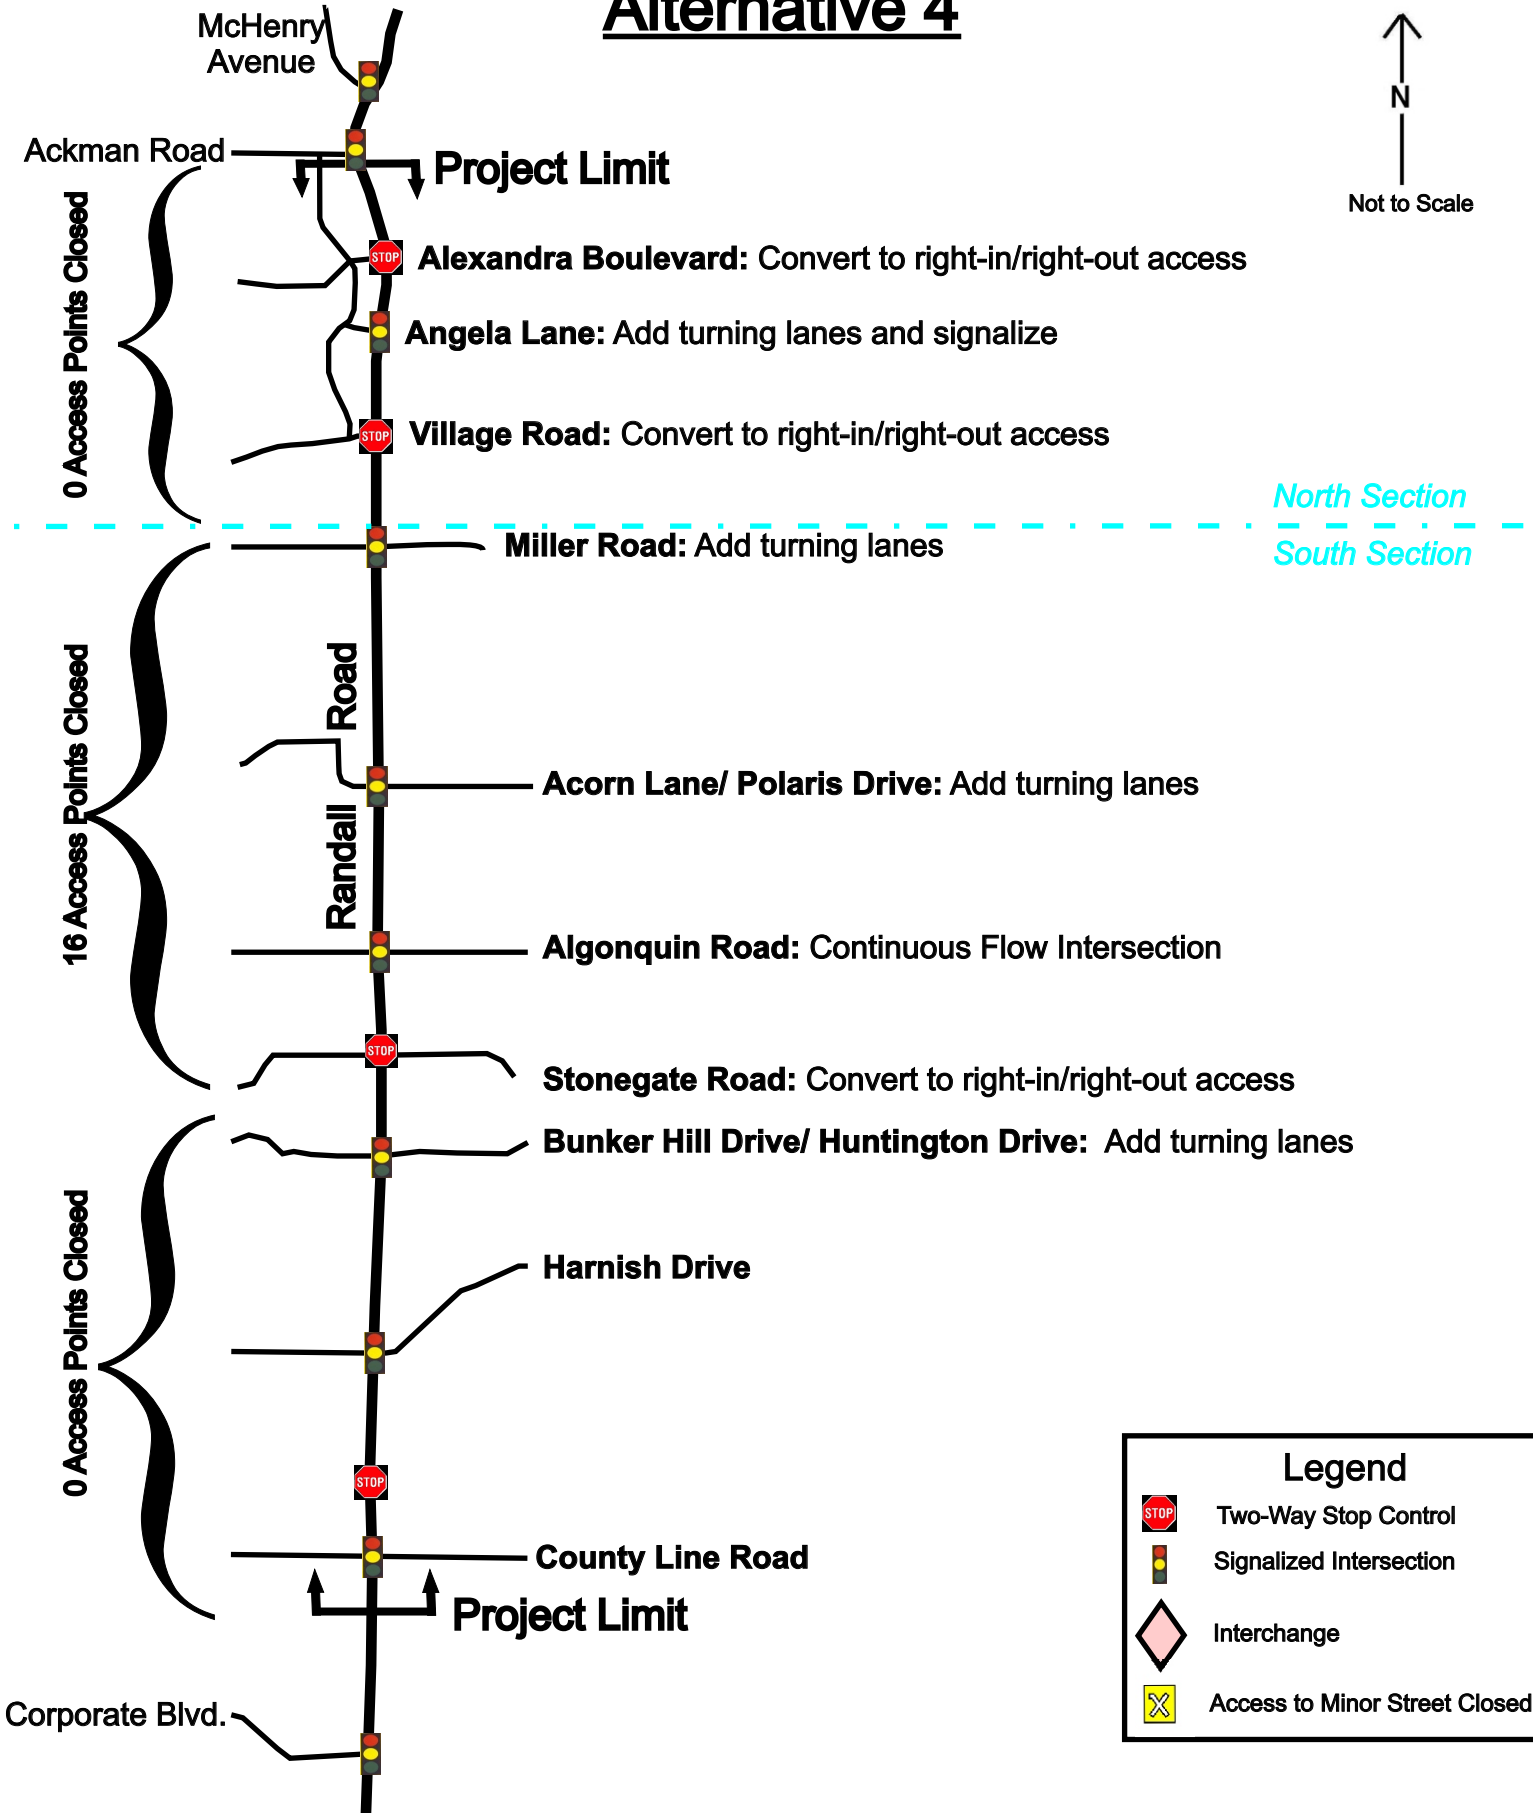 Alternative 4
McHenry
Avenue
N
Not to Scale
Ackman Road
Project Limit
0 Access Points Closed
STOP
Alexandra Boulevard: Convert to right-in/right-out access
Angela Lane: Add turning lanes and signalize
STOP
Village Road: Convert to right-in/right-out access
North Section
South Section
Miller Road: Add turning lanes
16 Access Points Closed
Randall Road
Acorn Lane/ Polaris Drive: Add turning lanes
Algonquin Road: Continuous Flow Intersection
STOP
Stonegate Road: Convert to right-in/right-out access
Bunker Hill Drive/ Huntington Drive: Add turning lanes
0 Access Points Closed
Harnish Drive
STOP
County Line Road
Project Limit
Corporate Blvd.
Legend
STOP
Two-Way Stop Control
Signalized Intersection
Interchange
X
Access to Minor Street Closed